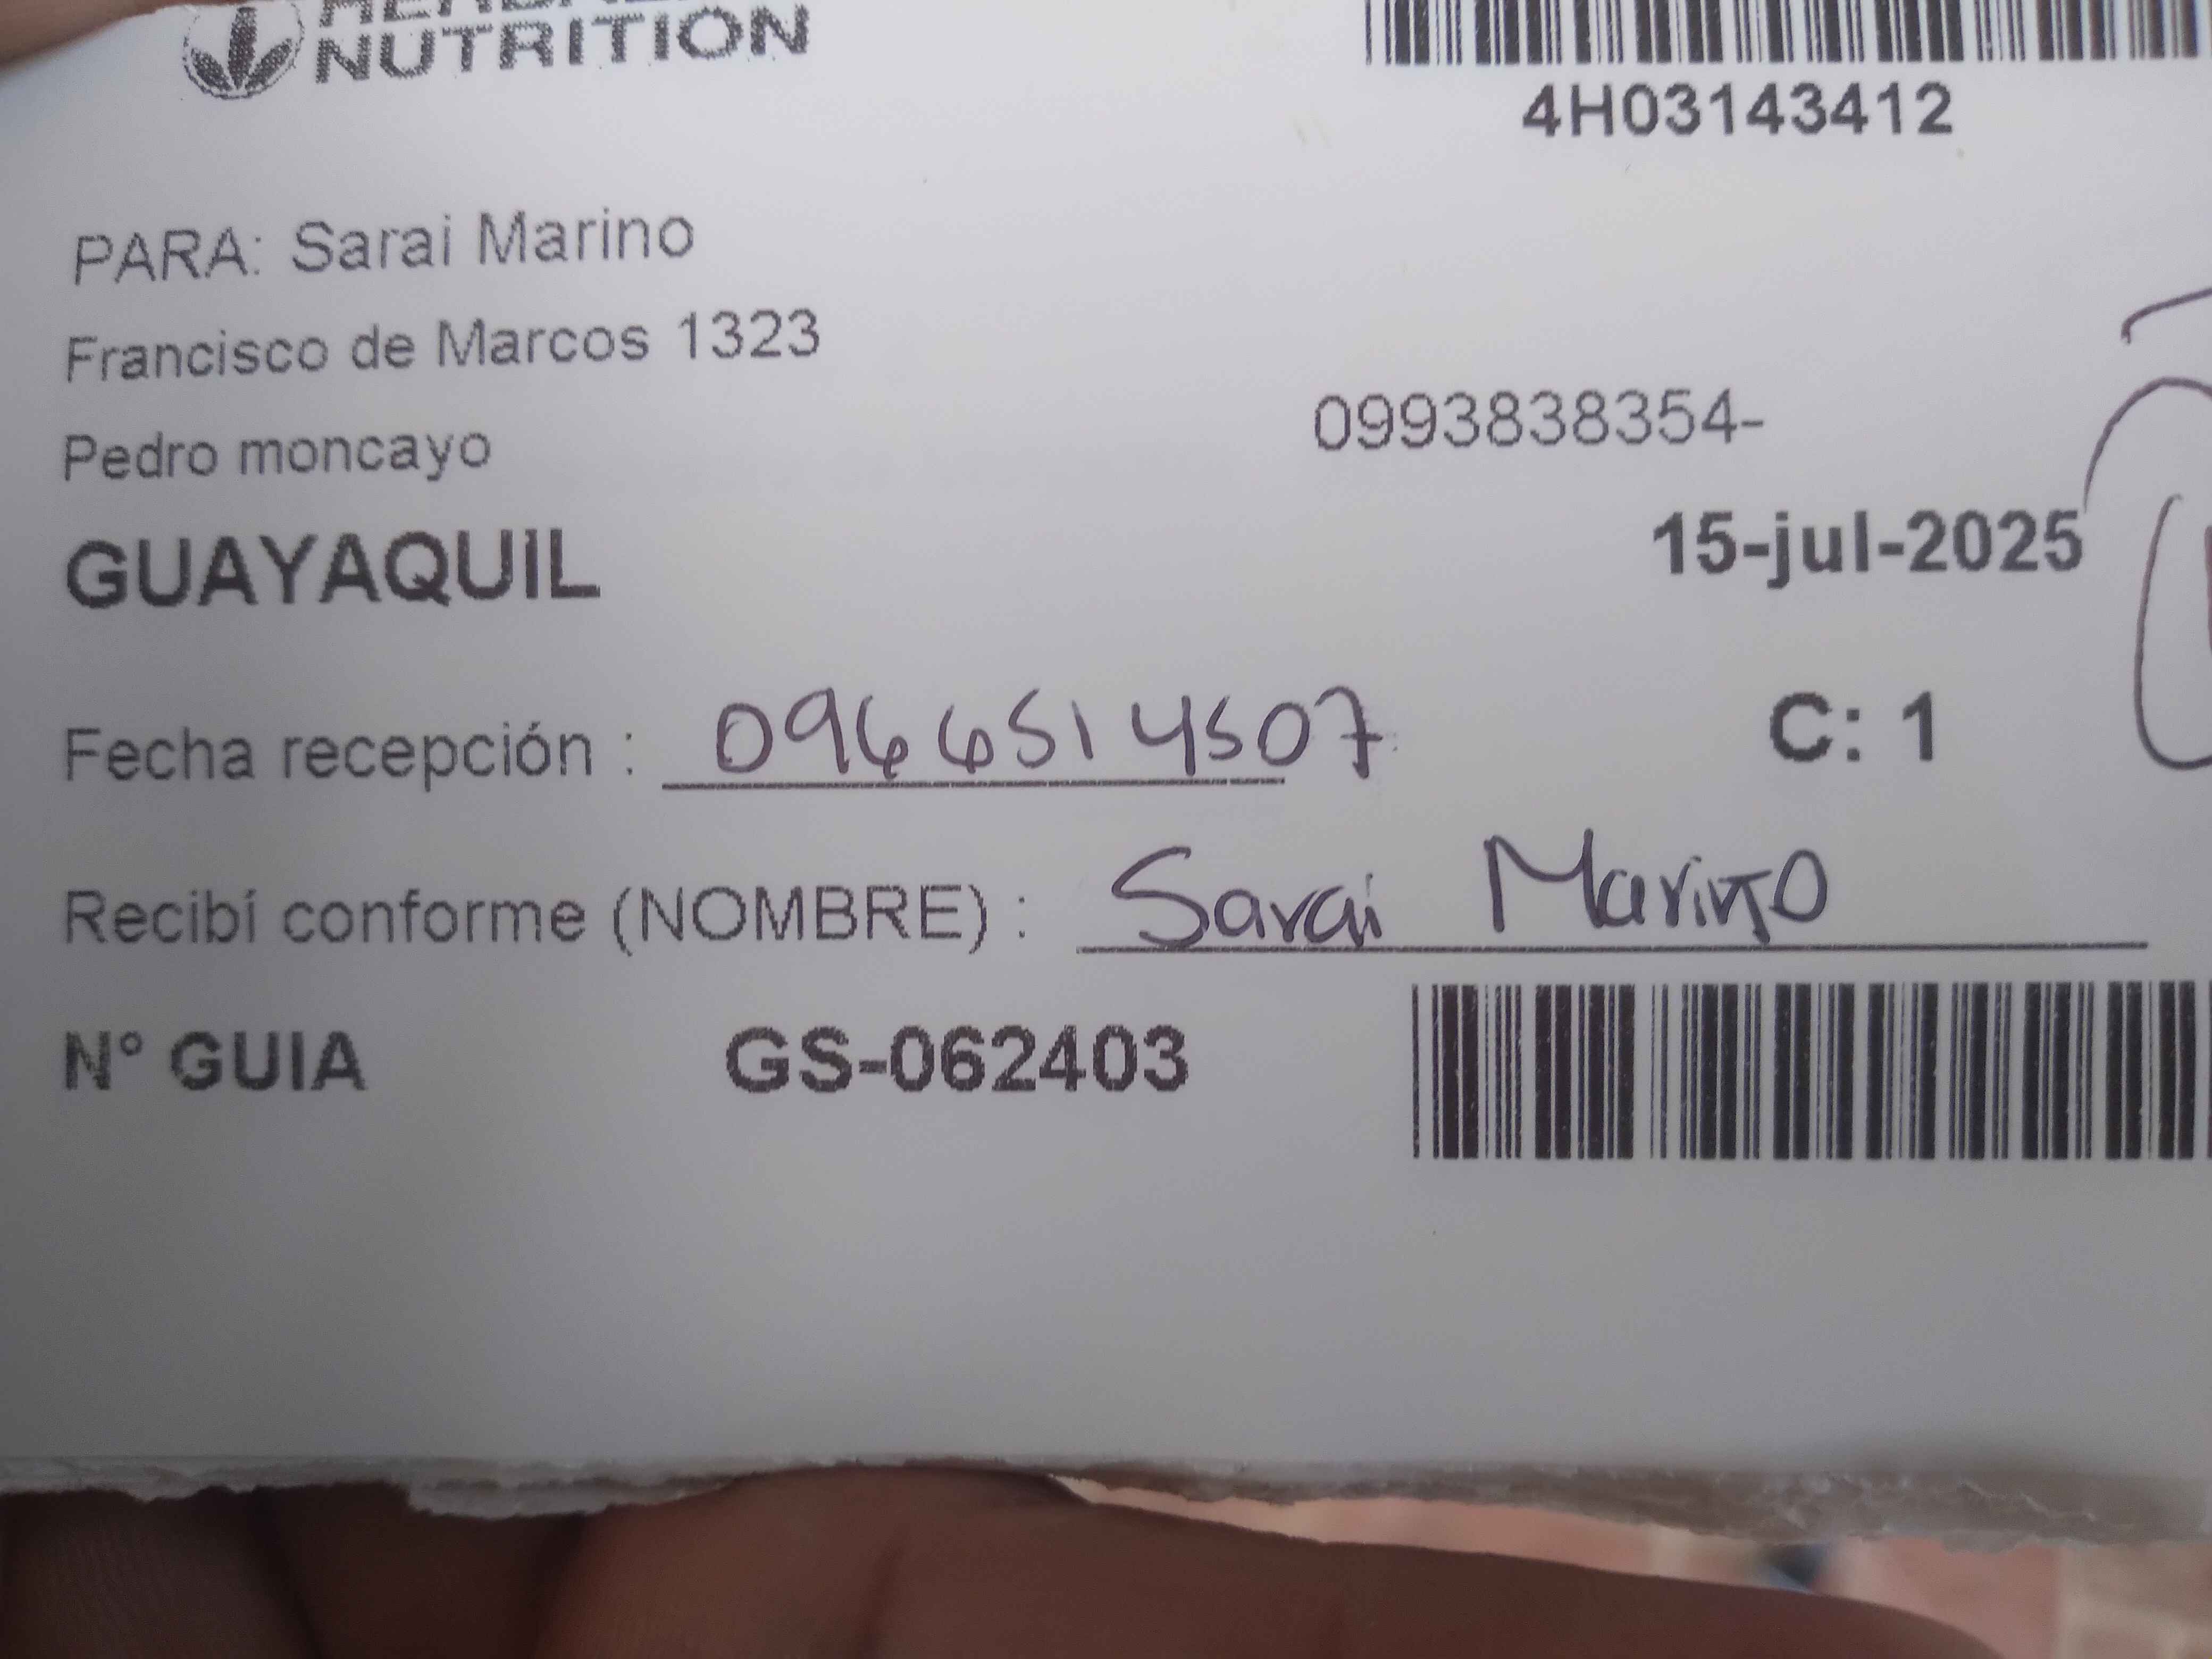 NUTRITION
4H03143412
PARA: Sarai Marino
Francisco de Marcos 1323
Pedro moncayo
0993838354-
GUAYAQUIL
15-jul-2025
Fecha recepción : 0966514507
C: 1
Recibí conforme (NOMBRE) : Sarai Marino
N° GUIA GS-062403